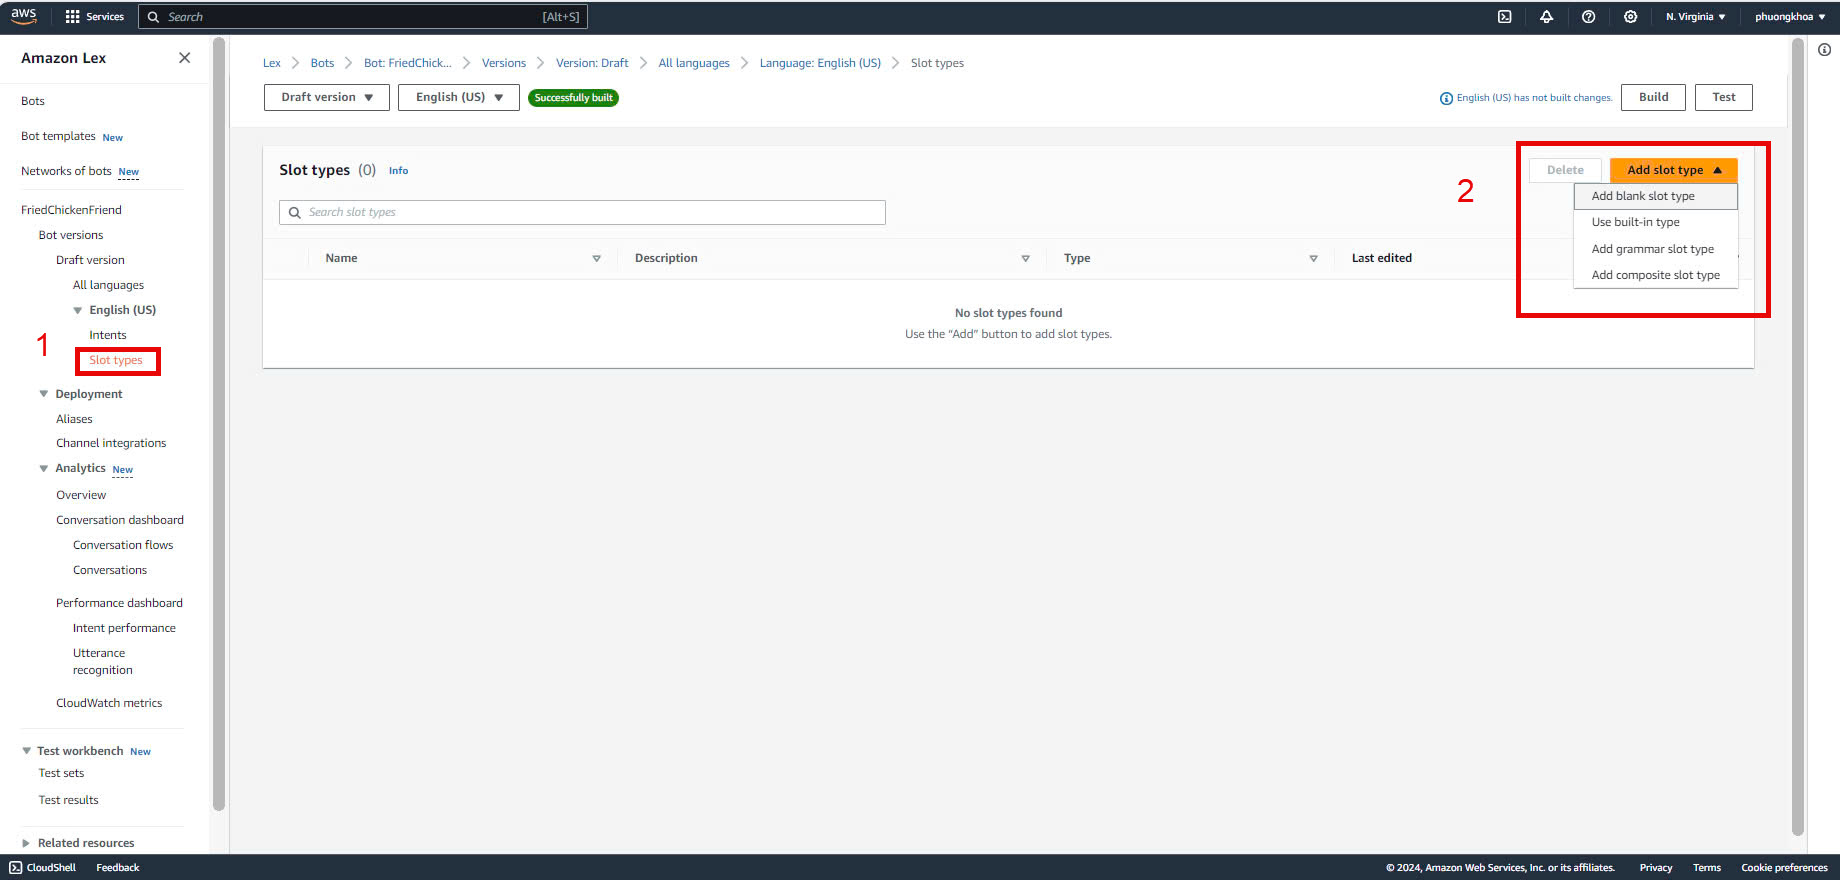 aws Services Search [Alt+S] N. Virginia ▼ phuongkhoa ▼
Amazon Lex
Bots
Bot templates New
Networks of bots New
FriedChickenFriend
Bot versions
Draft version
All languages
English (US)
Intents
1
Slot types
Deployment
Aliases
Channel integrations
Analytics New
Overview
Conversation dashboard
Conversation flows
Conversations
Performance dashboard
Intent performance
Utterance
recognition
CloudWatch metrics
Test workbench New
Test sets
Test results
Related resources
Lex > Bots > Bot: FriedChick... > Versions > Version: Draft > All languages > Language: English (US) > Slot types
Draft version ▼ English (US) ▼ Successfully built English (US) has not built changes. Build Test
Slot types (0) Info Delete Add slot type ▲
2
Add blank slot type
Use built-in type
Add grammar slot type
Add composite slot type
Search slot types
Name Description Type Last edited
No slot types found
Use the "Add" button to add slot types.
CloudShell Feedback © 2024, Amazon Web Services, Inc. or its affiliates. Privacy Terms Cookie preferences